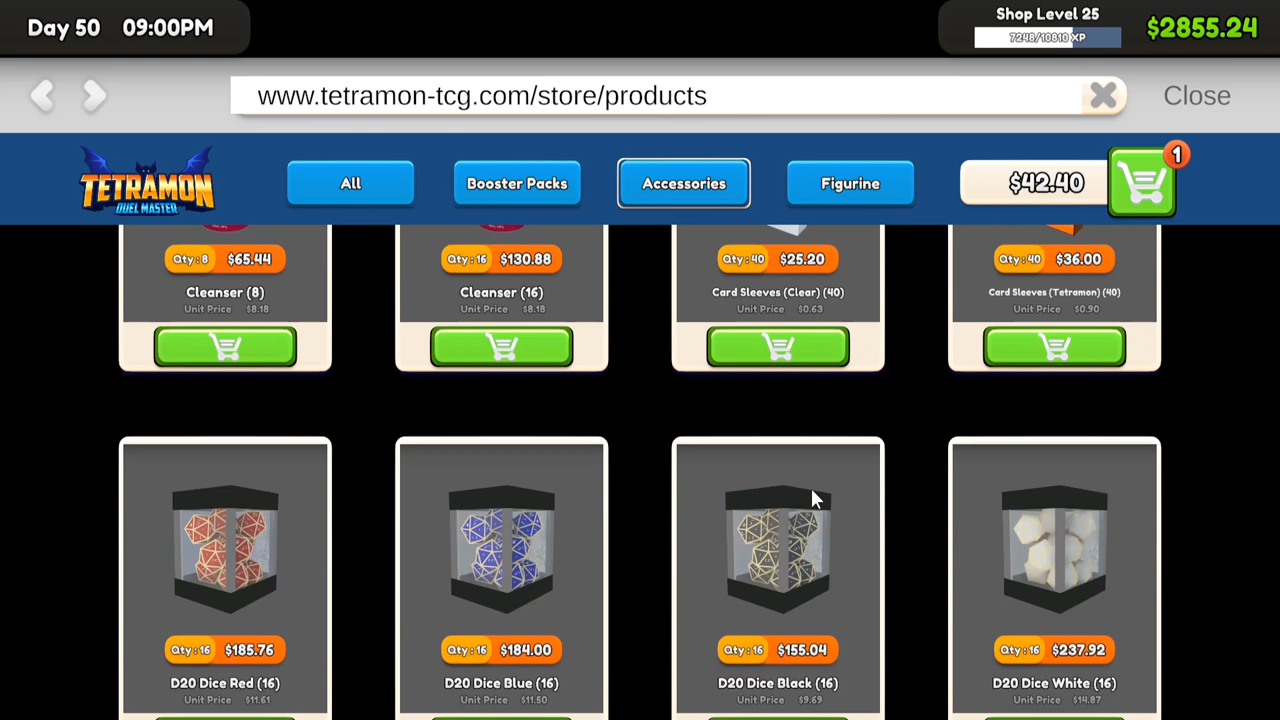 Day 50 09:00PM
Shop Level 25
7248/10810 XP
$2855.24
www.tetramon-tcg.com/store/products
Close
TETRAMON
DUEL MASTER
All
Booster Packs
Accessories
Figurine
$42.40
1
Qty : 8 $65.44
Cleanser (8)
Unit Price $8.18
Qty : 16 $130.88
Cleanser (16)
Unit Price $8.18
Qty : 40 $25.20
Card Sleeves (Clear) (40)
Unit Price $0.63
Qty : 40 $36.00
Card Sleeves (Tetramon) (40)
Unit Price $0.90
Qty : 16 $185.76
D20 Dice Red (16)
Unit Price $11.61
Qty : 16 $184.00
D20 Dice Blue (16)
Unit Price $11.50
Qty : 16 $155.04
D20 Dice Black (16)
Unit Price $9.69
Qty : 16 $237.92
D20 Dice White (16)
Unit Price $14.87